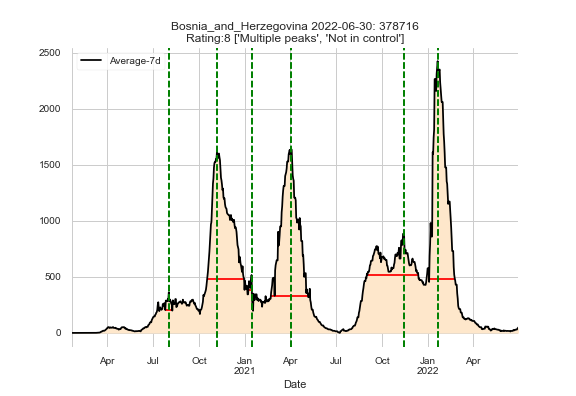 Bosnia_and_Herzegovina 2022-06-30: 378716
Rating:8 ['Multiple peaks', 'Not in control']
Average-7d
2500
2000
1500
1000
500
0
Apr Jul Oct Jan Apr Jul Oct Jan Apr
2021 2022
Date